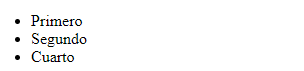 • Primero
• Segundo
• Cuarto